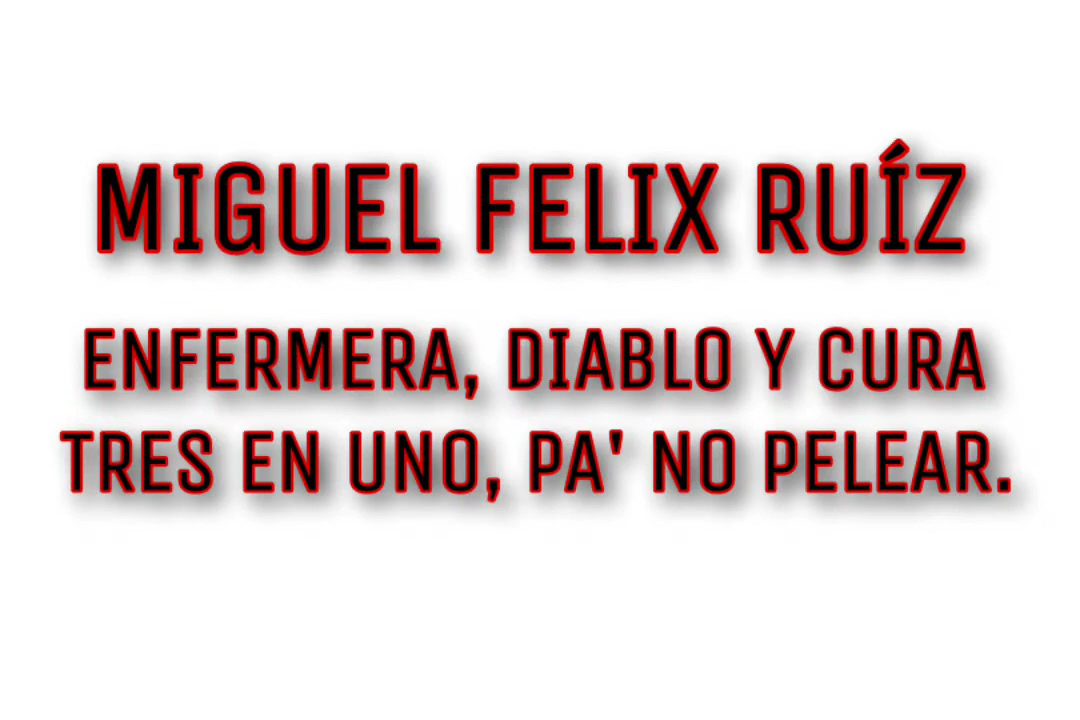 MIGUEL FELIX RUÍZ
ENFERMERA, DIABLO Y CURA
TRES EN UNO, PA' NO PELEAR.